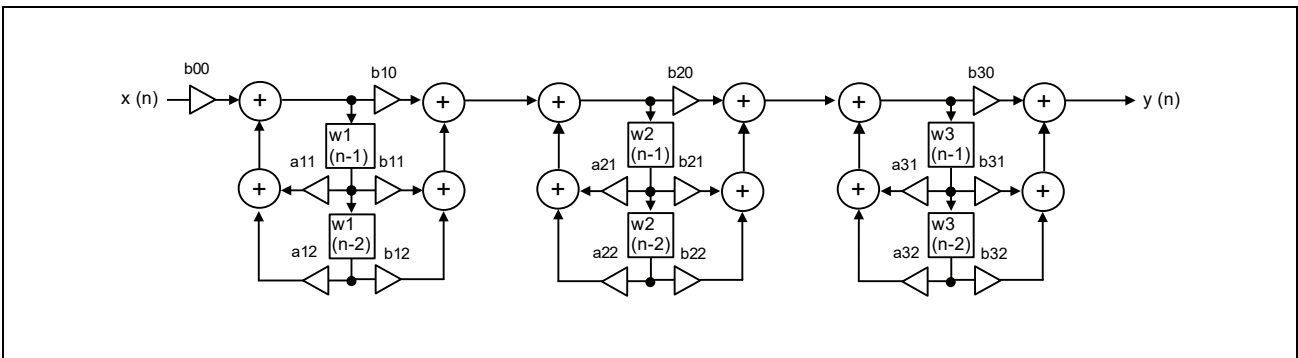 b00
b10
b20
b30
x (n)
+
+
+
+
+
+
y (n)
w1
(n-1)
w2
(n-1)
w3
(n-1)
a11
b11
a21
b21
a31
b31
+
+
+
+
+
+
w1
(n-2)
w2
(n-2)
w3
(n-2)
a12
b12
a22
b22
a32
b32